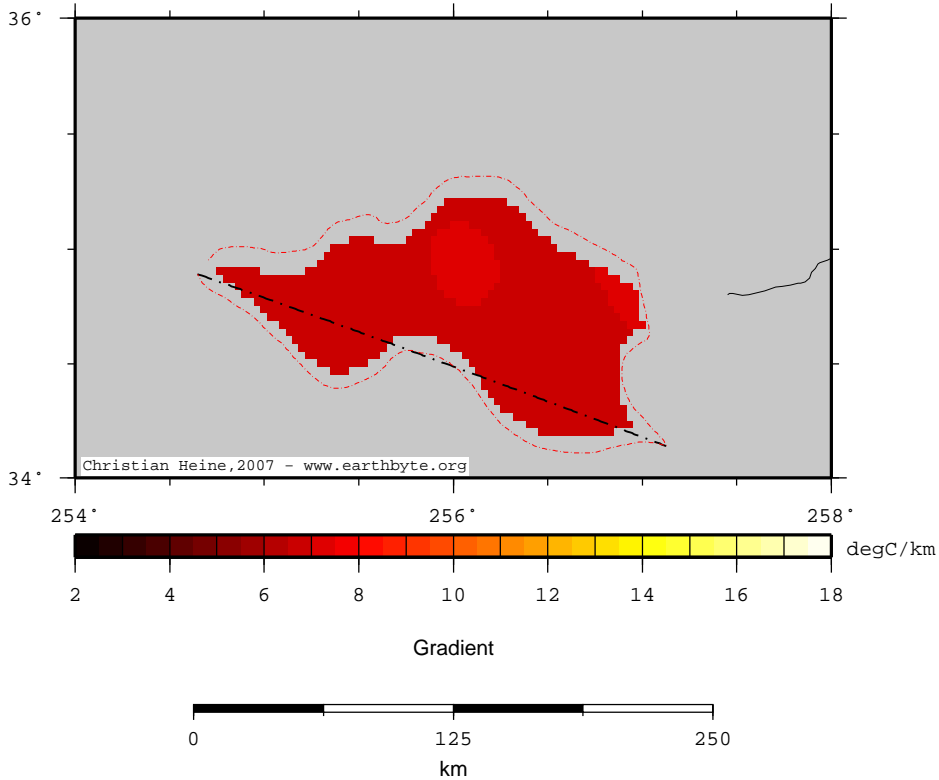 36°
34°
Christian Heine,2007 - www.earthbyte.org
254° 256° 258°
degC/km
2 4 6 8 10 12 14 16 18
Gradient
0 125 250
km